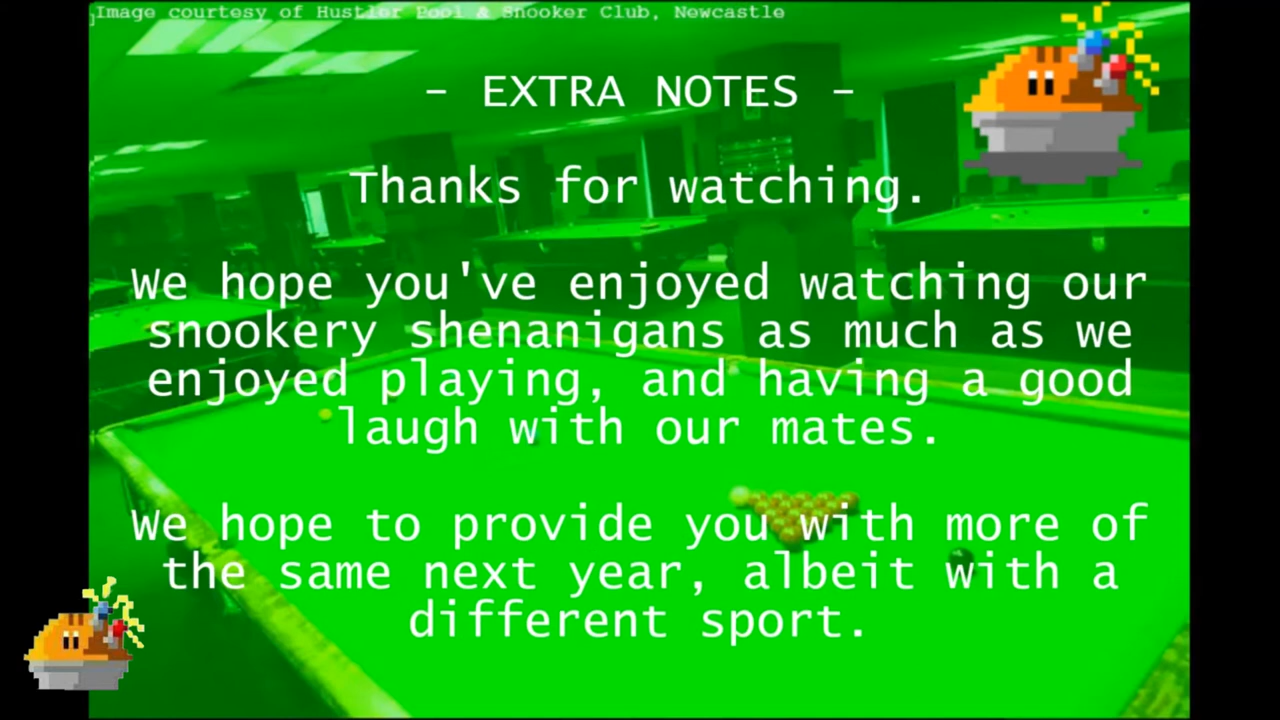 Image courtesy of Hustler Pool & Snooker Club, Newcastle
- EXTRA NOTES -
Thanks for watching.
We hope you've enjoyed watching our
snookery shenanigans as much as we
enjoyed playing, and having a good
laugh with our mates.
We hope to provide you with more of
the same next year, albeit with a
different sport.